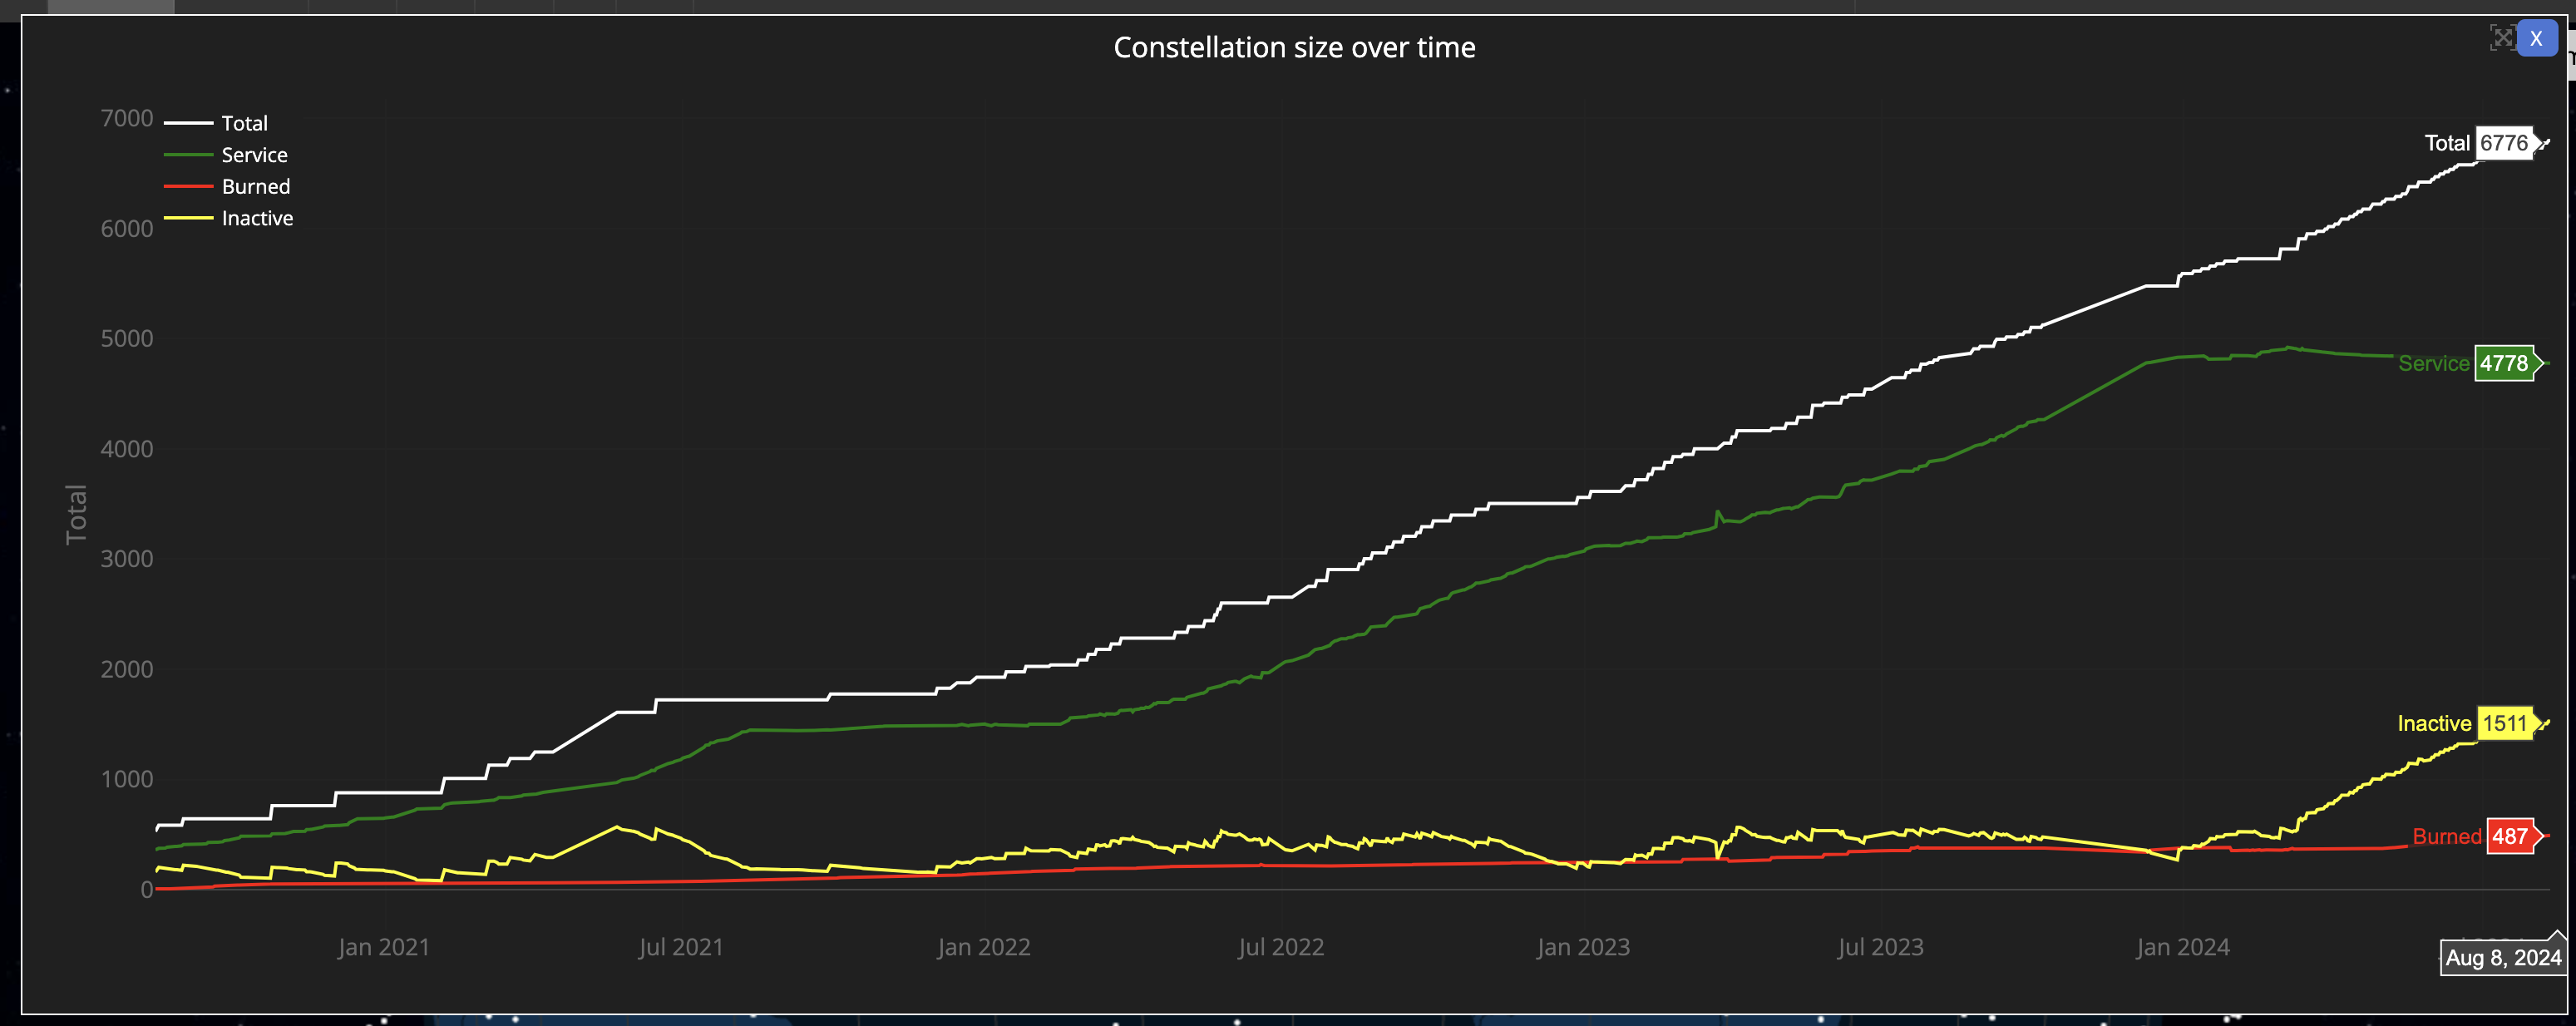 Constellation size over time
X
7000
6000
5000
4000
3000
2000
1000
0
Total
Total
Service
Burned
Inactive
Total 6776
Service 4778
Inactive 1511
Burned 487
Jan 2021
Jul 2021
Jan 2022
Jul 2022
Jan 2023
Jul 2023
Jan 2024
Aug 8, 2024